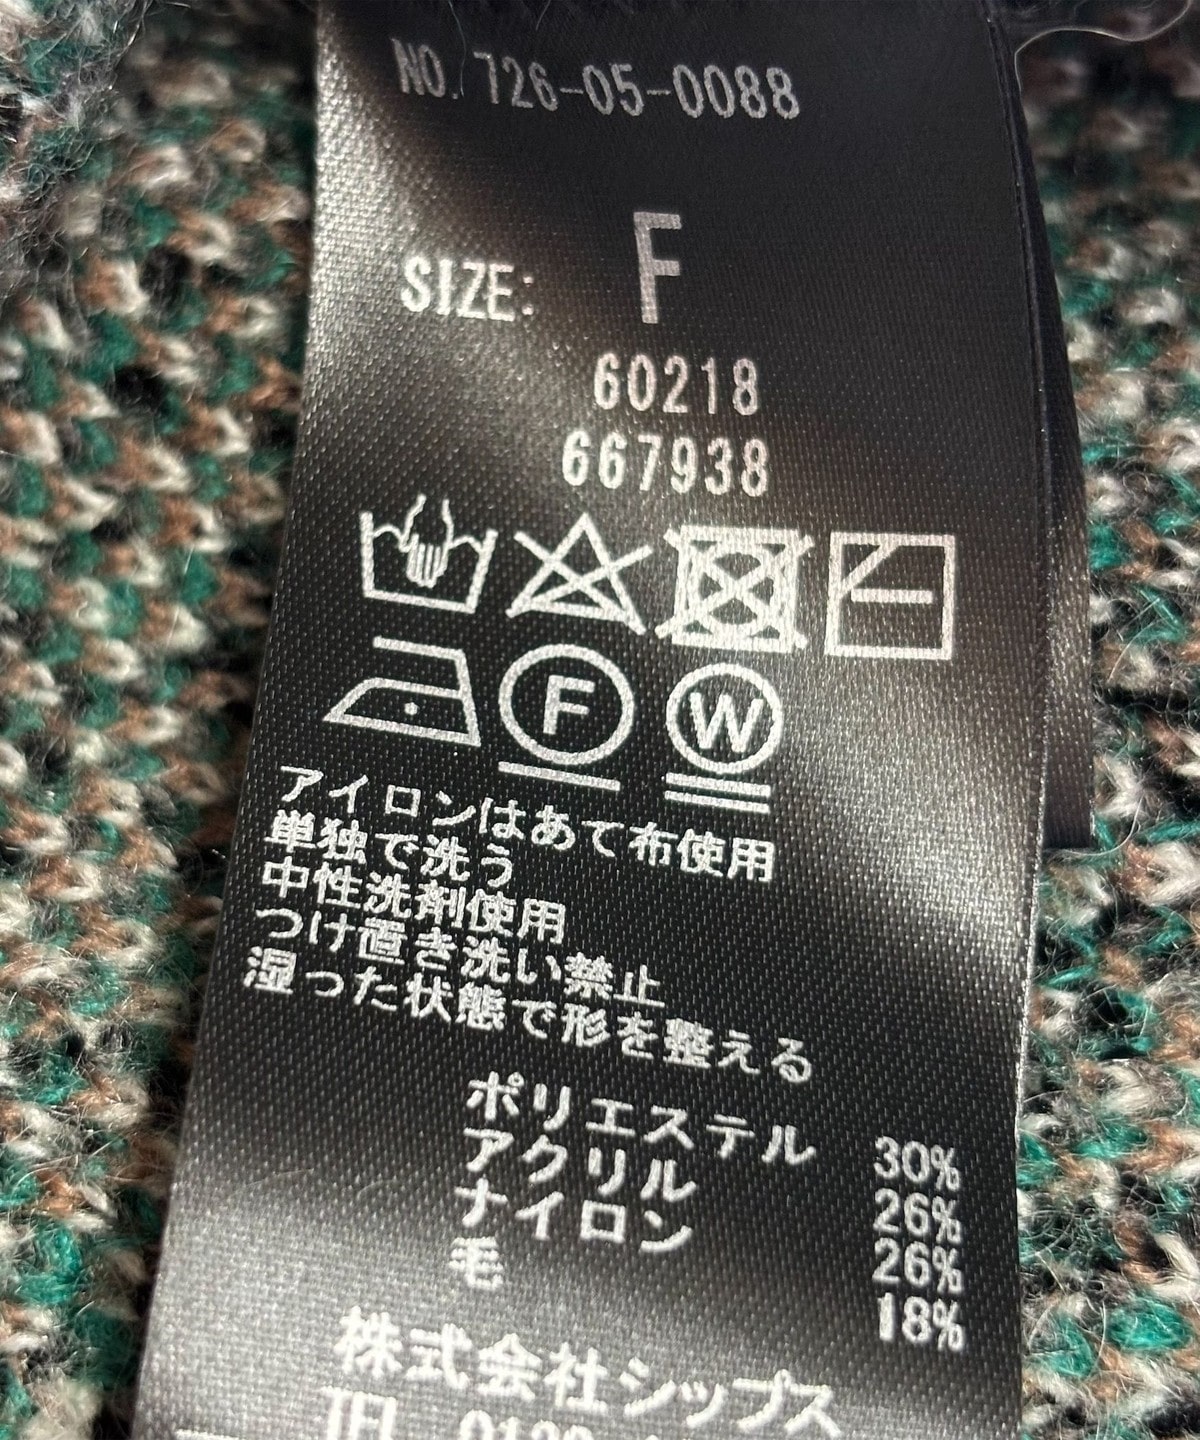 NO. 726-05-0088
SIZE: F
60218
667938
F W
アイロンはあて布使用
単独で洗う
中性洗剤使用
つけ置き洗い禁止
湿った状態で形を整える
ポリエステル 30%
アクリル 26%
ナイロン 26%
毛 18%
株式会社シップス
TEL 0120